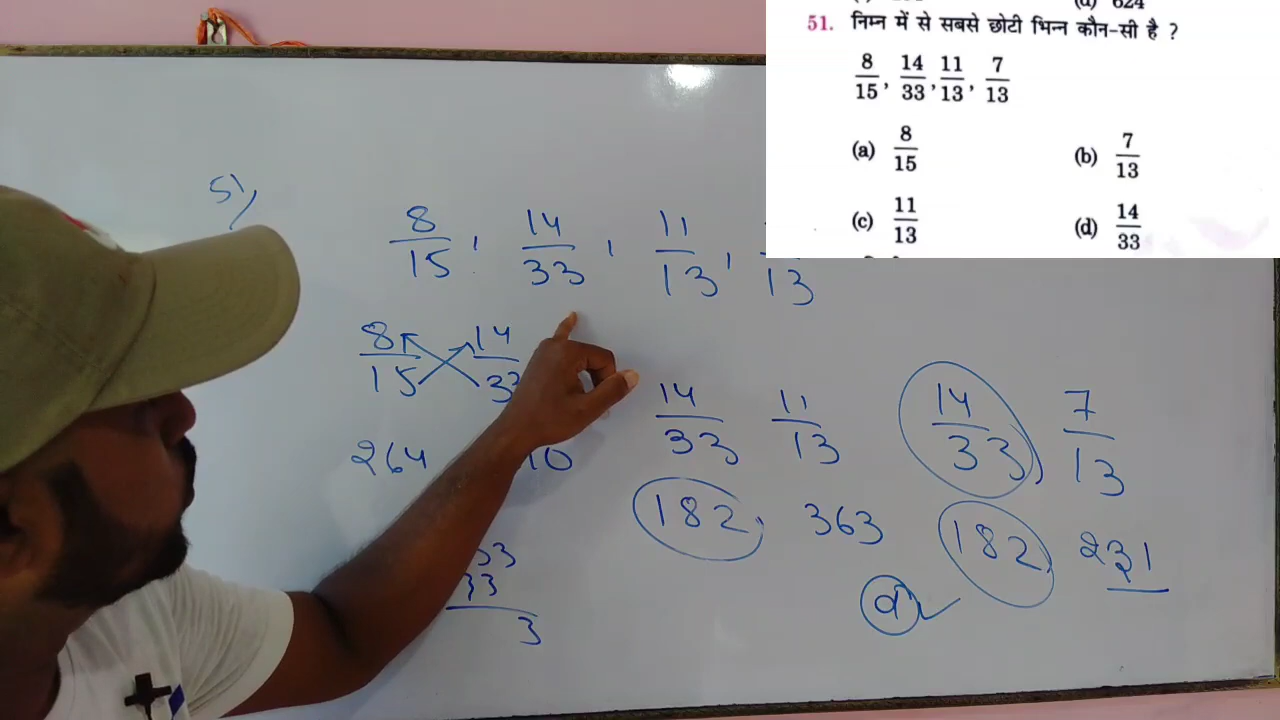 51. निम्न में से सबसे छोटी भिन्न कौन-सी है ?
8/15, 14/33, 11/13, 7/13
(a) 8/15 (b) 7/13
(c) 11/13 (d) 14/33
51)
8/15, 14/33, 11/13, 13
8/15 14/33
264 10
14/33 11/13
182, 363
14/33, 7/13
182, 231
33
3
d